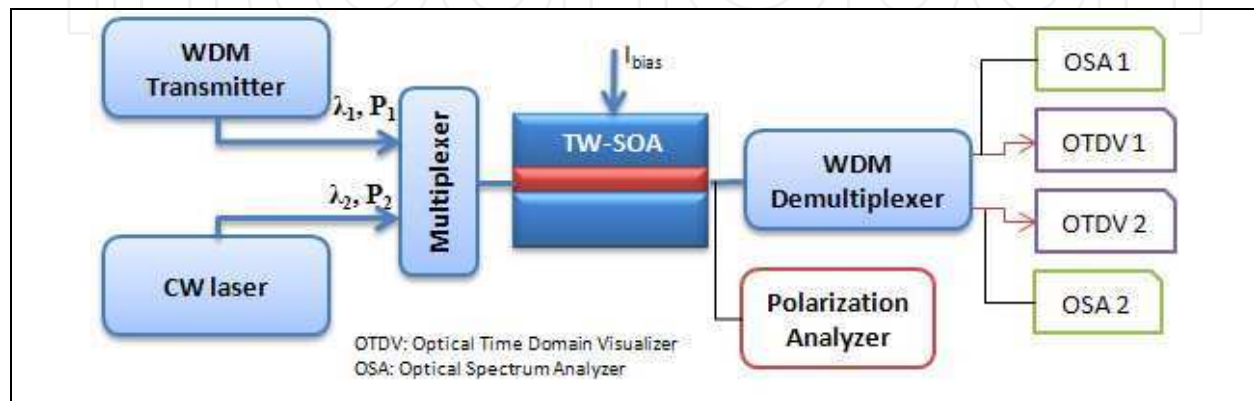 WDM
Transmitter
λ₁, P₁
λ₂, P₂
CW laser
Multiplexer
I_bias
TW-SOA
WDM
Demultiplexer
Polarization
Analyzer
OSA 1
OTDV 1
OTDV 2
OSA 2
OTDV: Optical Time Domain Visualizer
OSA: Optical Spectrum Analyzer